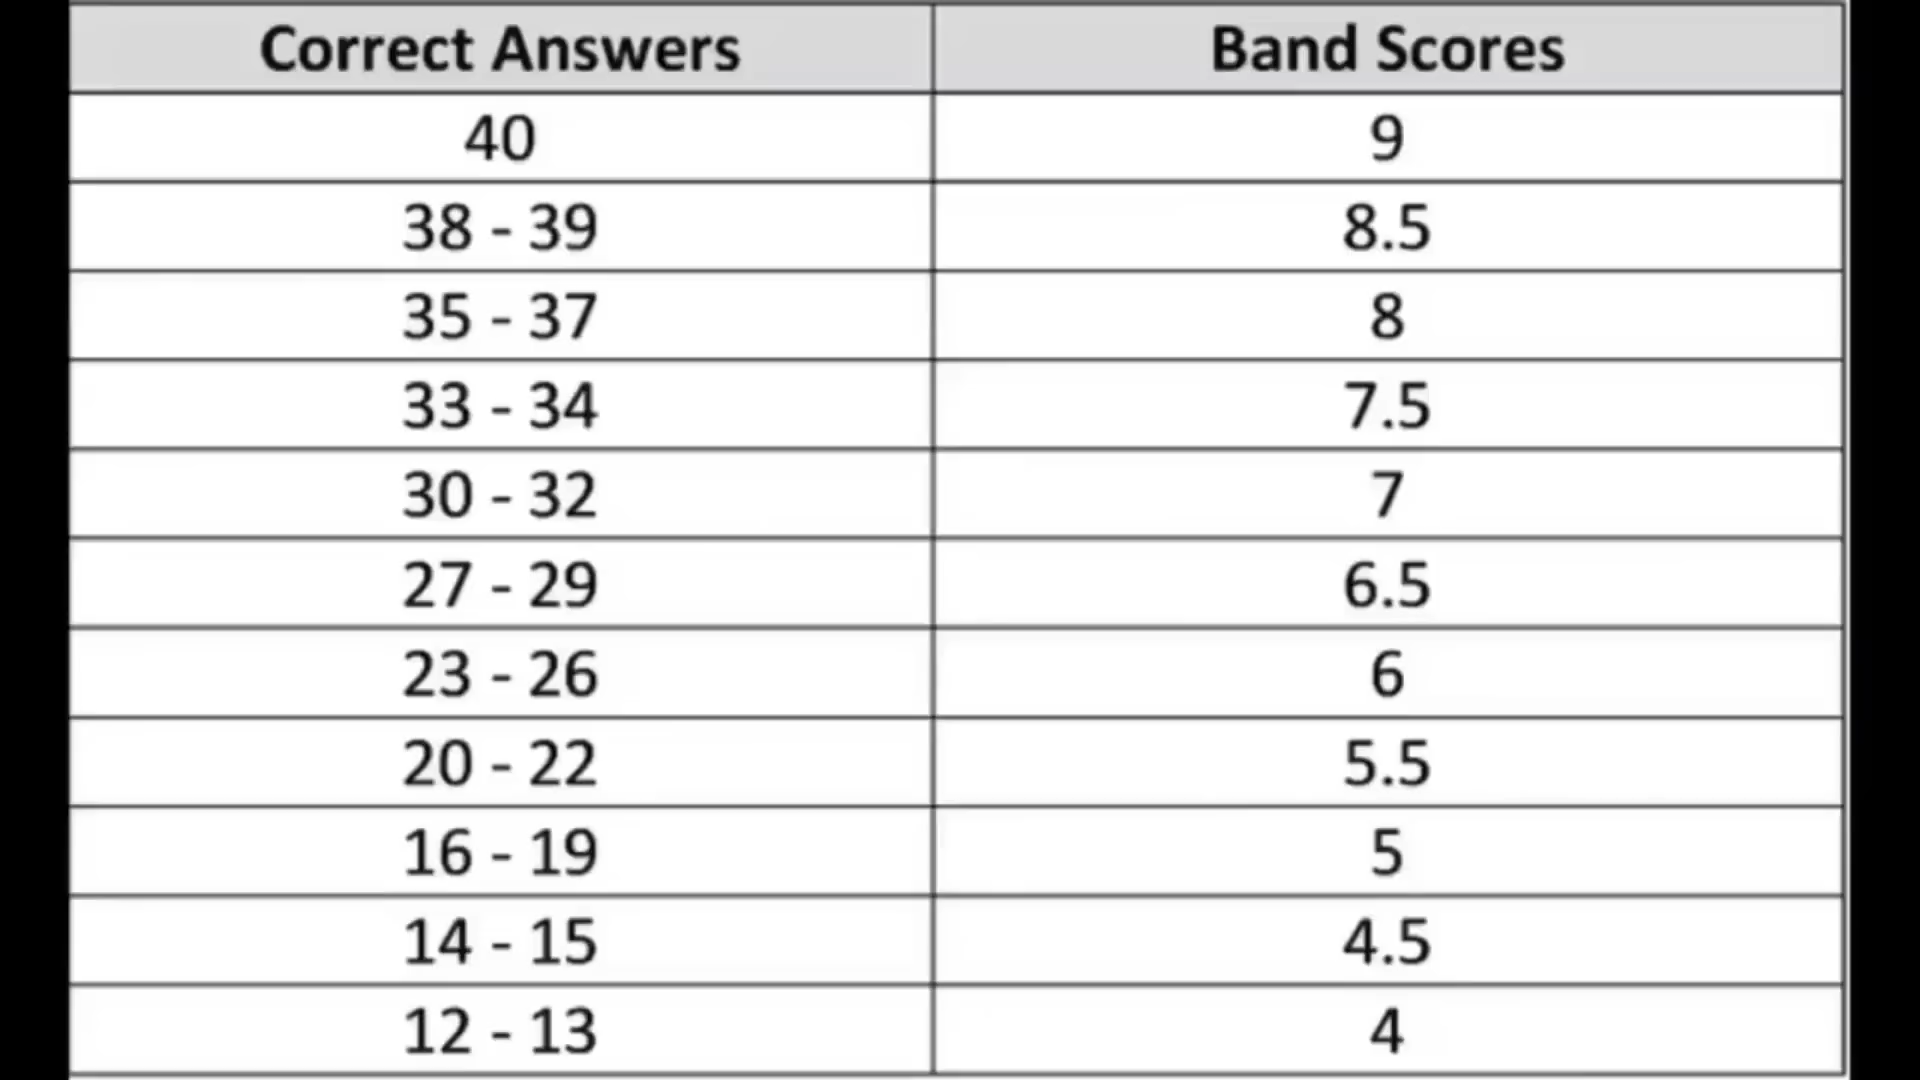 Correct Answers Band Scores
40 9
38 - 39 8.5
35 - 37 8
33 - 34 7.5
30 - 32 7
27 - 29 6.5
23 - 26 6
20 - 22 5.5
16 - 19 5
14 - 15 4.5
12 - 13 4